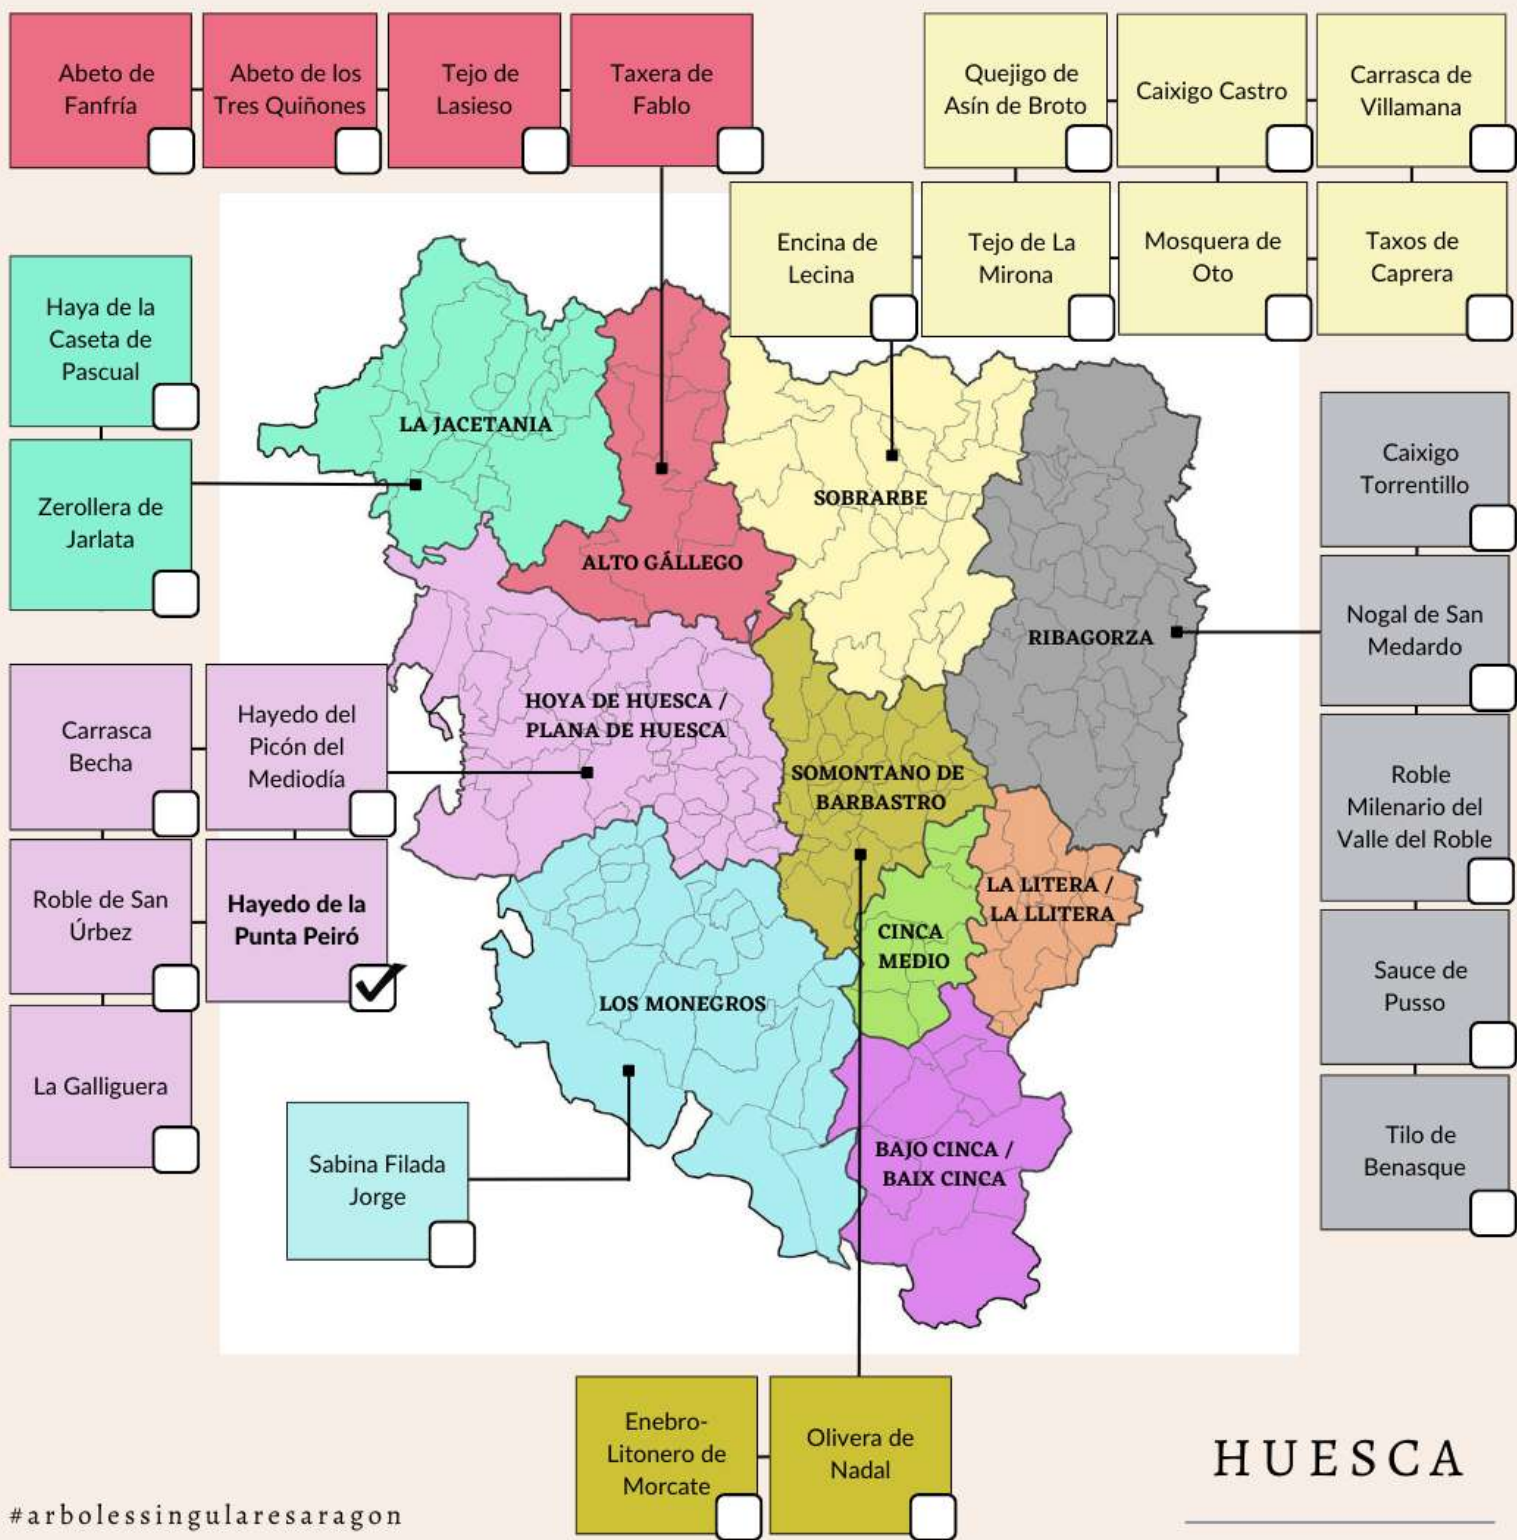 Abeto de
Fanfría
Abeto de los
Tres Quiñones
Tejo de
Lasieso
Taxera de
Fablo
Quejigo de
Asín de Broto
Caixigo Castro
Carrasca de
Villamana
Encina de
Lecina
Tejo de La
Mirona
Mosquera de
Oto
Taxos de
Caprera
Haya de la
Caseta de
Pascual
Zerollera de
Jarlata
LA JACETANIA
ALTO GÁLLEGO
SOBRARBE
RIBAGORZA
Caixigo
Torrentillo
Nogal de San
Medardo
Roble
Milenario del
Valle del Roble
Sauce de
Pusso
Tilo de
Benasque
Carrasca
Becha
Hayedo del
Picón del
Mediodía
Roble de San
Úrbez
Hayedo de la
Punta Peiró
La Galliguera
HOYA DE HUESCA /
PLANA DE HUESCA
SOMONTANO DE
BARBASTRO
LA LITERA /
LA LLITERA
CINCA
MEDIO
LOS MONEGROS
BAJO CINCA /
BAIX CINCA
Sabina Filada
Jorge
Enebro-
Litonero de
Morcate
Olivera de
Nadal
HUESCA
#arbolessingularesaragon